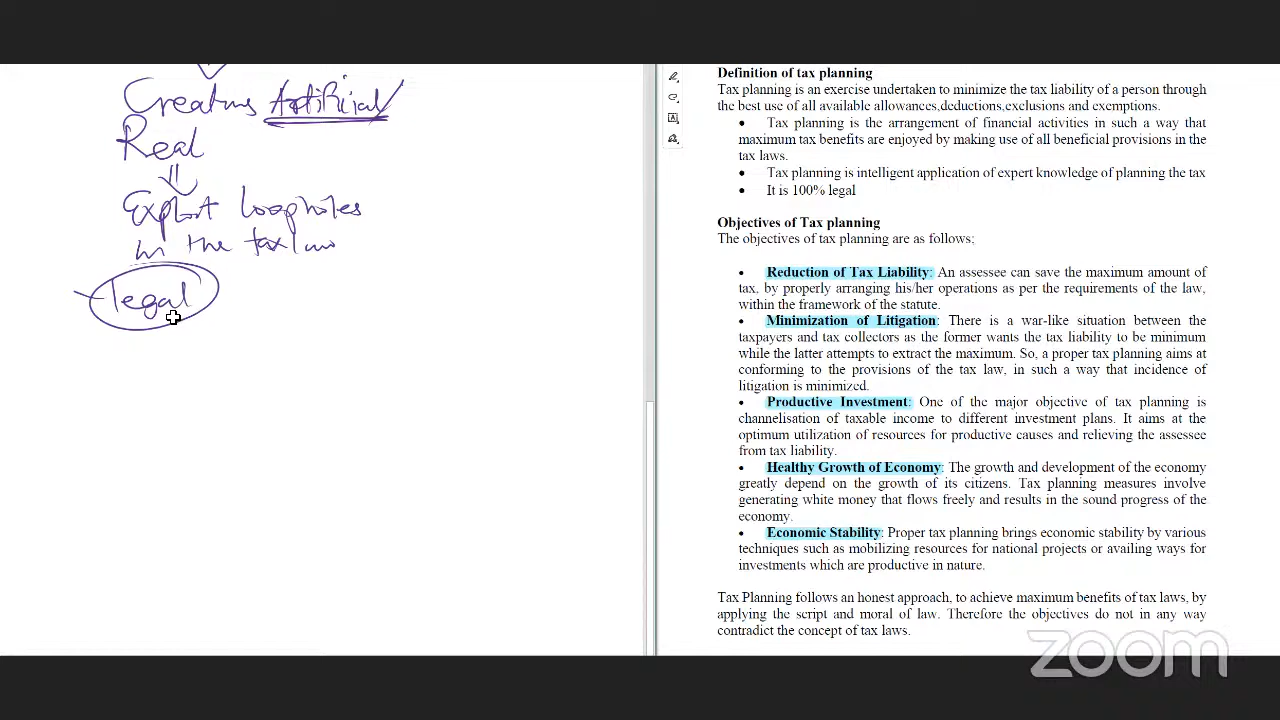 Creating Artificial
Real
Exploit loopholes
in the tax law
legal
Definition of tax planning
Tax planning is an exercise undertaken to minimize the tax liability of a person through
the best use of all available allowances,deductions,exclusions and exemptions.
• Tax planning is the arrangement of financial activities in such a way that
maximum tax benefits are enjoyed by making use of all beneficial provisions in the
tax laws.
• Tax planning is intelligent application of expert knowledge of planning the tax
• It is 100% legal
Objectives of Tax planning
The objectives of tax planning are as follows;
• Reduction of Tax Liability: An assessee can save the maximum amount of
tax, by properly arranging his/her operations as per the requirements of the law,
within the framework of the statute.
• Minimization of Litigation: There is a war-like situation between the
taxpayers and tax collectors as the former wants the tax liability to be minimum
while the latter attempts to extract the maximum. So, a proper tax planning aims at
conforming to the provisions of the tax law, in such a way that incidence of
litigation is minimized.
• Productive Investment: One of the major objective of tax planning is
channelisation of taxable income to different investment plans. It aims at the
optimum utilization of resources for productive causes and relieving the assessee
from tax liability.
• Healthy Growth of Economy: The growth and development of the economy
greatly depend on the growth of its citizens. Tax planning measures involve
generating white money that flows freely and results in the sound progress of the
economy.
• Economic Stability: Proper tax planning brings economic stability by various
techniques such as mobilizing resources for national projects or availing ways for
investments which are productive in nature.
Tax Planning follows an honest approach, to achieve maximum benefits of tax laws, by
applying the script and moral of law. Therefore the objectives do not in any way
contradict the concept of tax laws.
zoom